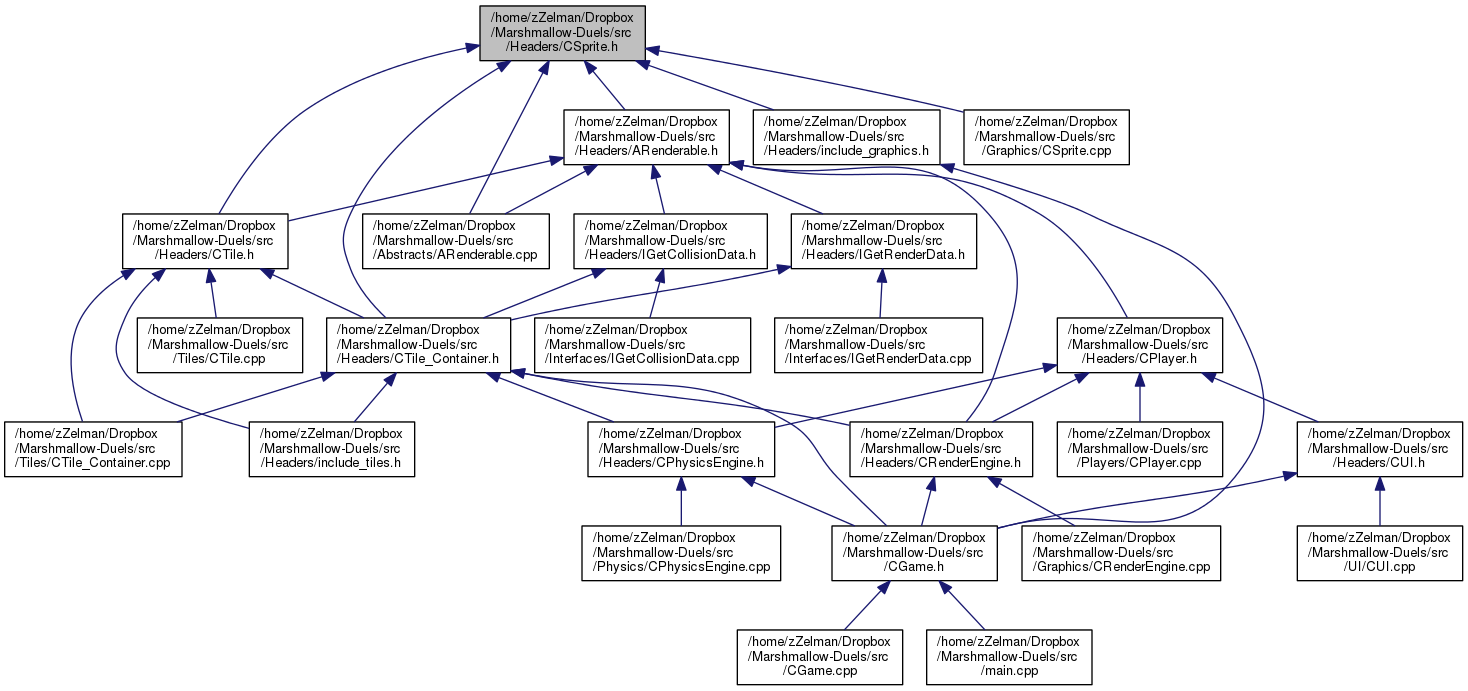 /home/zZelman/Dropbox
/Marshmallow-Duels/src
/Headers/CSprite.h
/home/zZelman/Dropbox
/Marshmallow-Duels/src
/Headers/ARenderable.h
/home/zZelman/Dropbox
/Marshmallow-Duels/src
/Headers/include_graphics.h
/home/zZelman/Dropbox
/Marshmallow-Duels/src
/Graphics/CSprite.cpp
/home/zZelman/Dropbox
/Marshmallow-Duels/src
/Headers/CTile.h
/home/zZelman/Dropbox
/Marshmallow-Duels/src
/Abstracts/ARenderable.cpp
/home/zZelman/Dropbox
/Marshmallow-Duels/src
/Headers/IGetCollisionData.h
/home/zZelman/Dropbox
/Marshmallow-Duels/src
/Headers/IGetRenderData.h
/home/zZelman/Dropbox
/Marshmallow-Duels/src
/Tiles/CTile.cpp
/home/zZelman/Dropbox
/Marshmallow-Duels/src
/Headers/CTile_Container.h
/home/zZelman/Dropbox
/Marshmallow-Duels/src
/Interfaces/IGetCollisionData.cpp
/home/zZelman/Dropbox
/Marshmallow-Duels/src
/Interfaces/IGetRenderData.cpp
/home/zZelman/Dropbox
/Marshmallow-Duels/src
/Headers/CPlayer.h
/home/zZelman/Dropbox
/Marshmallow-Duels/src
/Tiles/CTile_Container.cpp
/home/zZelman/Dropbox
/Marshmallow-Duels/src
/Headers/include_tiles.h
/home/zZelman/Dropbox
/Marshmallow-Duels/src
/Headers/CPhysicsEngine.h
/home/zZelman/Dropbox
/Marshmallow-Duels/src
/Headers/CRenderEngine.h
/home/zZelman/Dropbox
/Marshmallow-Duels/src
/Players/CPlayer.cpp
/home/zZelman/Dropbox
/Marshmallow-Duels/src
/Headers/CUI.h
/home/zZelman/Dropbox
/Marshmallow-Duels/src
/Physics/CPhysicsEngine.cpp
/home/zZelman/Dropbox
/Marshmallow-Duels/src
/CGame.h
/home/zZelman/Dropbox
/Marshmallow-Duels/src
/Graphics/CRenderEngine.cpp
/home/zZelman/Dropbox
/Marshmallow-Duels/src
/UI/CUI.cpp
/home/zZelman/Dropbox
/Marshmallow-Duels/src
/CGame.cpp
/home/zZelman/Dropbox
/Marshmallow-Duels/src
/main.cpp